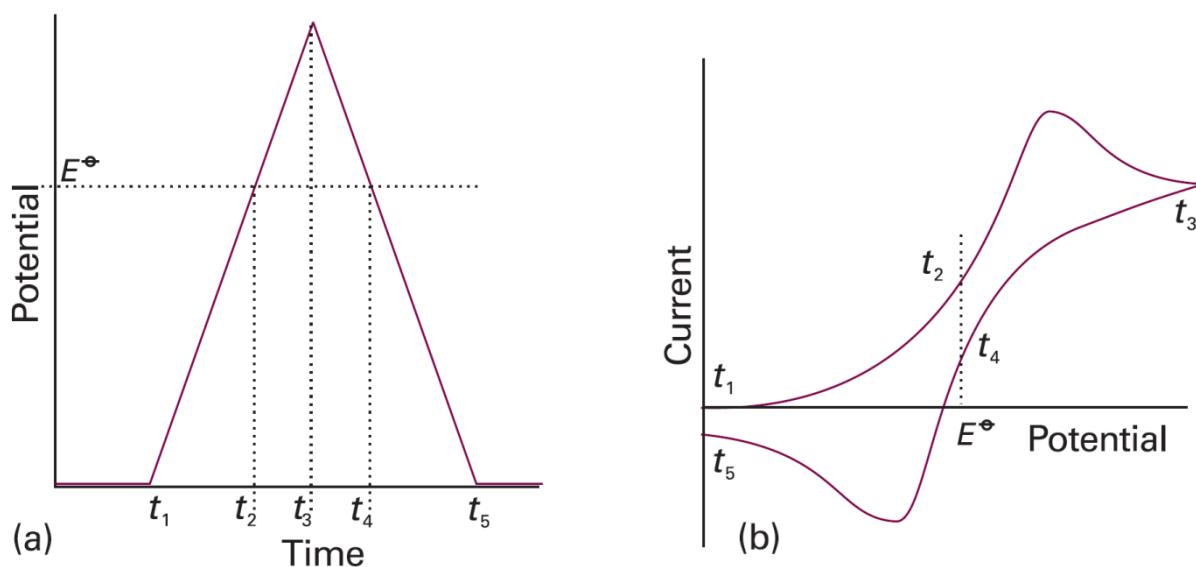 Potential
E⦵
t₁
t₂
t₃
t₄
t₅
Time
(a)
Current
t₁
t₂
t₃
t₄
t₅
E⦵
Potential
(b)